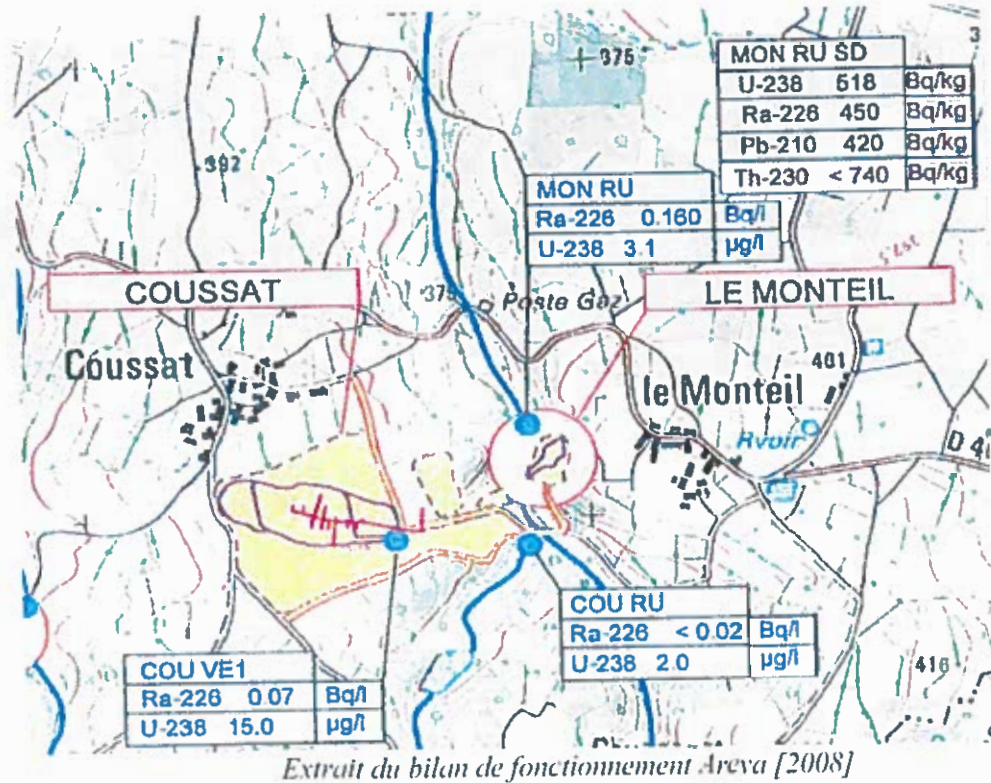 375
3
MON RU SD
U-238 518 Bq/kg
Ra-226 450 Bq/kg
Pb-210 420 Bq/kg
Th-230 < 740 Bq/kg
392
MON RU
Ra-226 0.160 Bq/l
U-238 3.1 µg/l
COUSSAT
375
Poste Gaz
LE MONTEIL
Coussat
le Monteil
401
Rvoir
D 4
COU RU
Ra-226 < 0.02 Bq/l
U-238 2.0 µg/l
416
COU VE1
Ra-226 0.07 Bq/l
U-238 15.0 µg/l
Extrait du bilan de fonctionnement Areva [2008]